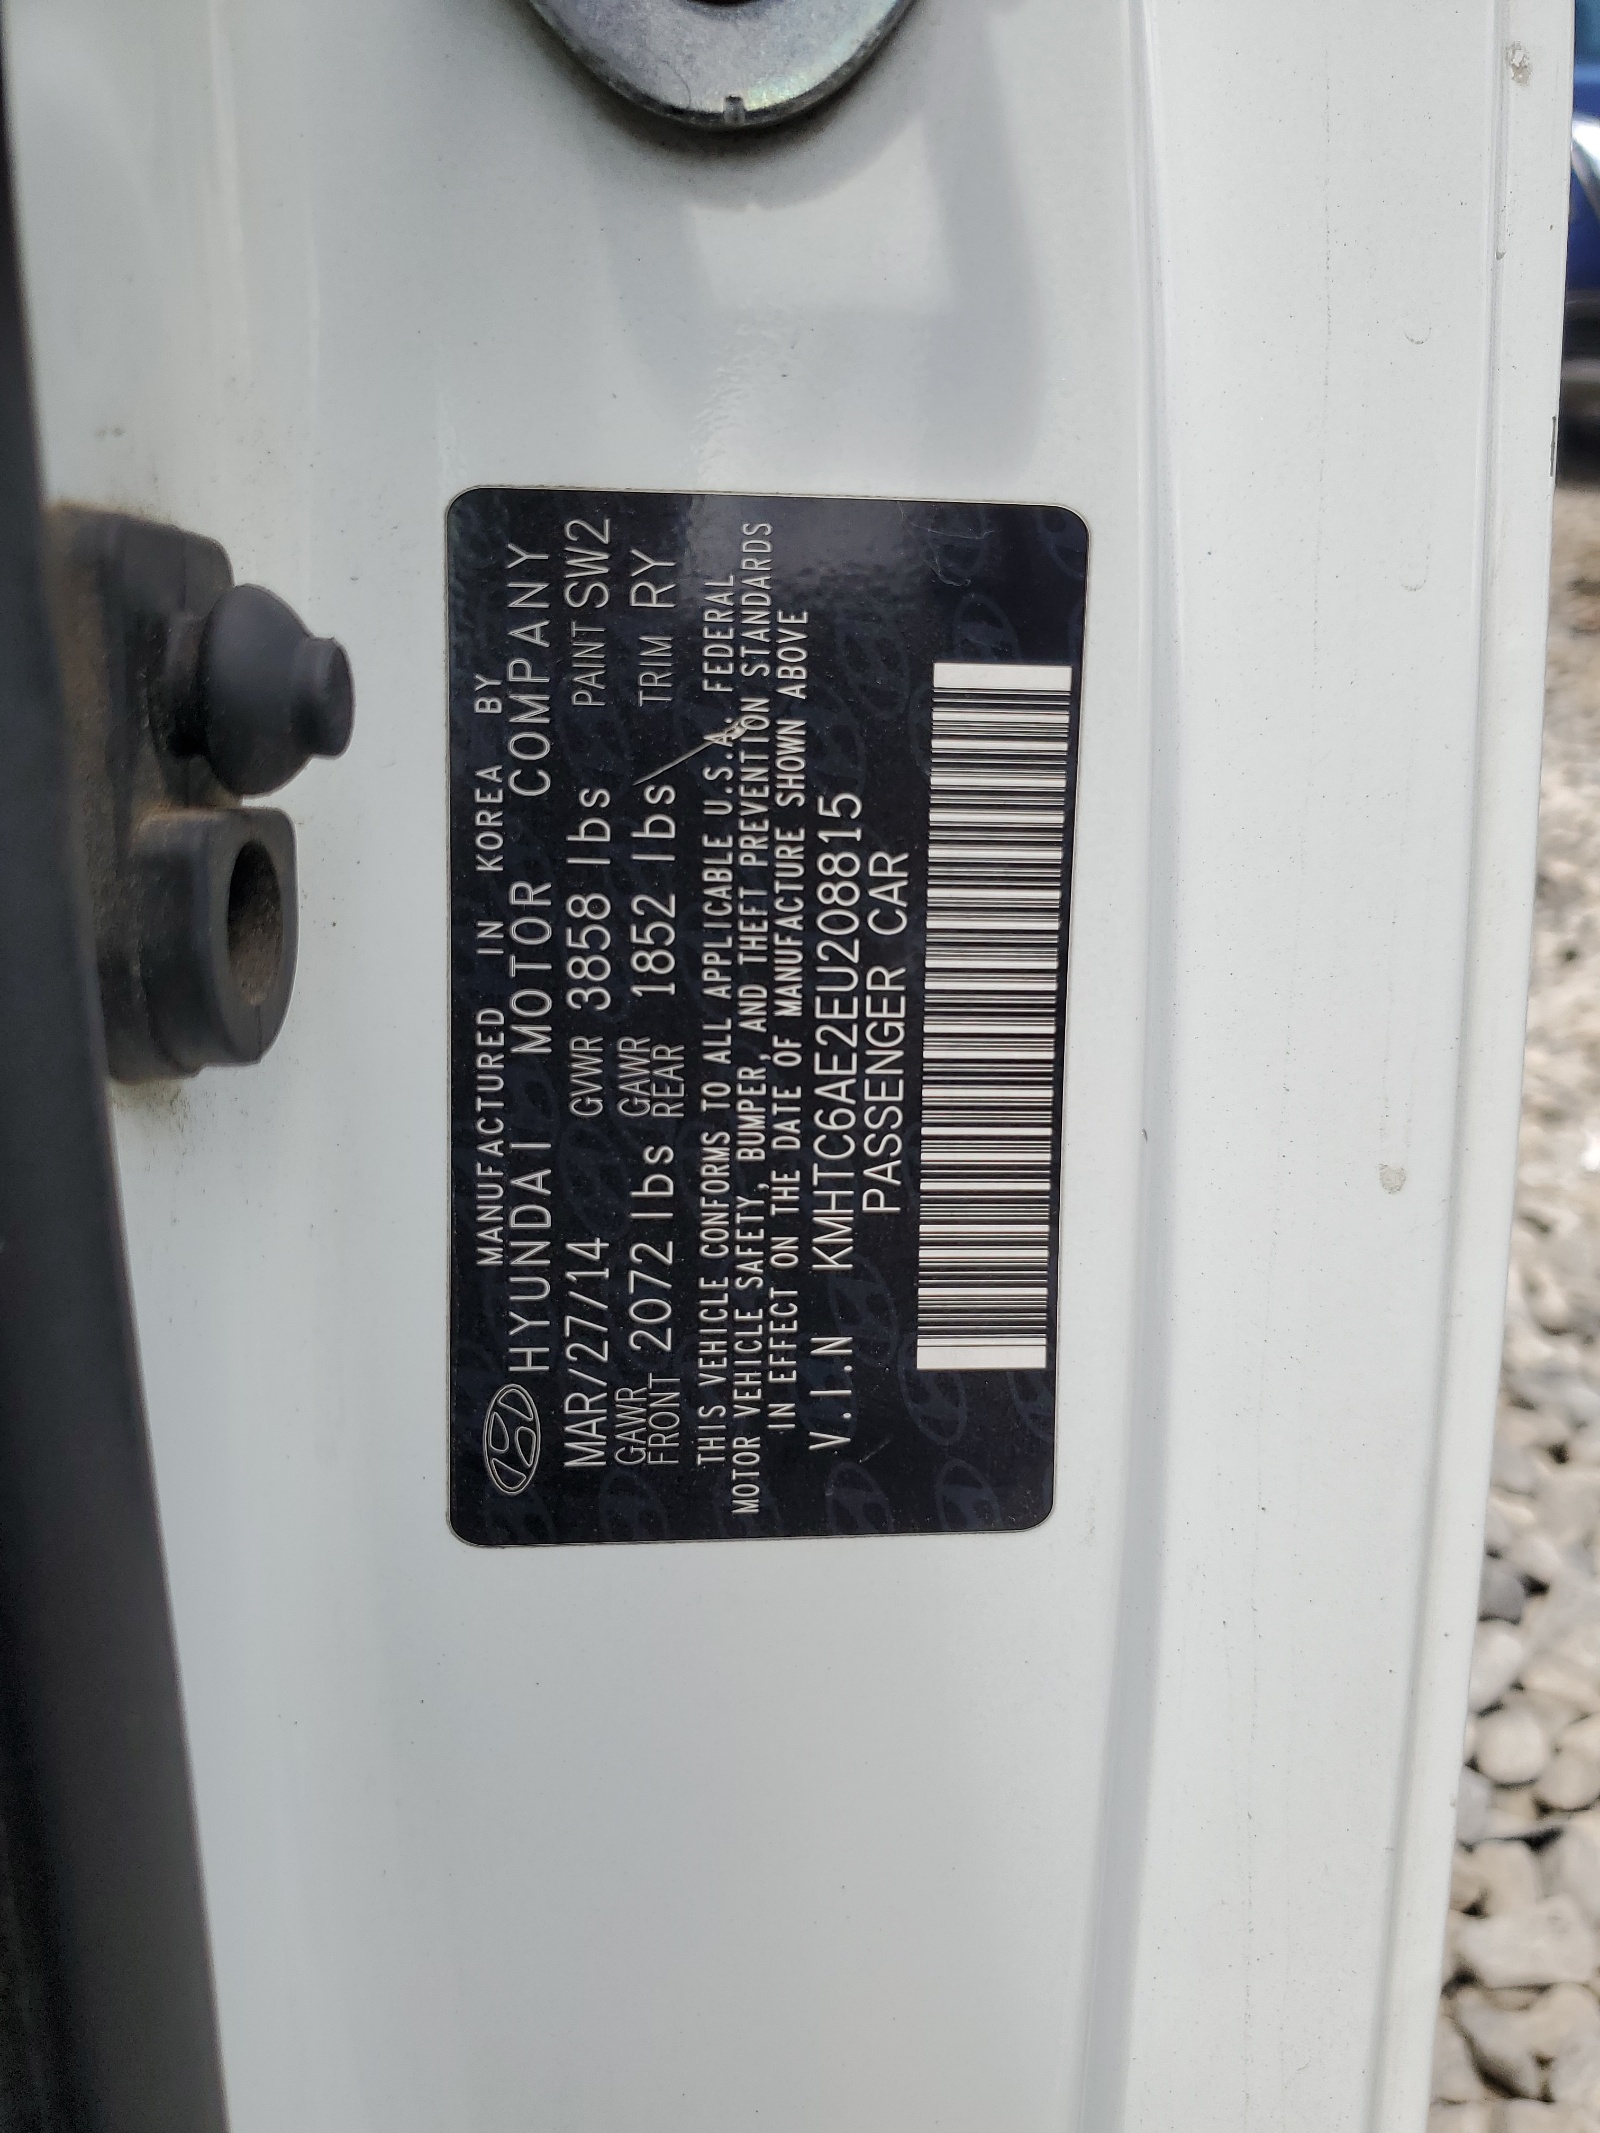 MANUFACTURED IN KOREA BY
HYUNDAI MOTOR COMPANY
MAR/27/14 GVWR 3858 lbs PAINT SW2
GAWR FRONT 2072 lbs GAWR REAR 1852 lbs TRIM RY
THIS VEHICLE CONFORMS TO ALL APPLICABLE U.S.A. FEDERAL
MOTOR VEHICLE SAFETY, BUMPER, AND THEFT PREVENTION STANDARDS
IN EFFECT ON THE DATE OF MANUFACTURE SHOWN ABOVE
V.I.N KMHTC6AE2EU208815
PASSENGER CAR